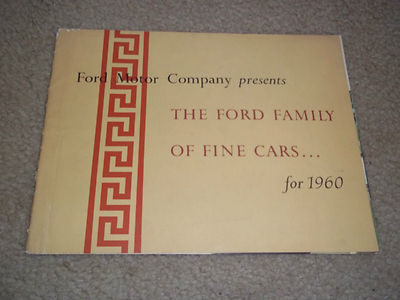 Ford Motor Company presents
THE FORD FAMILY
OF FINE CARS...
for 1960